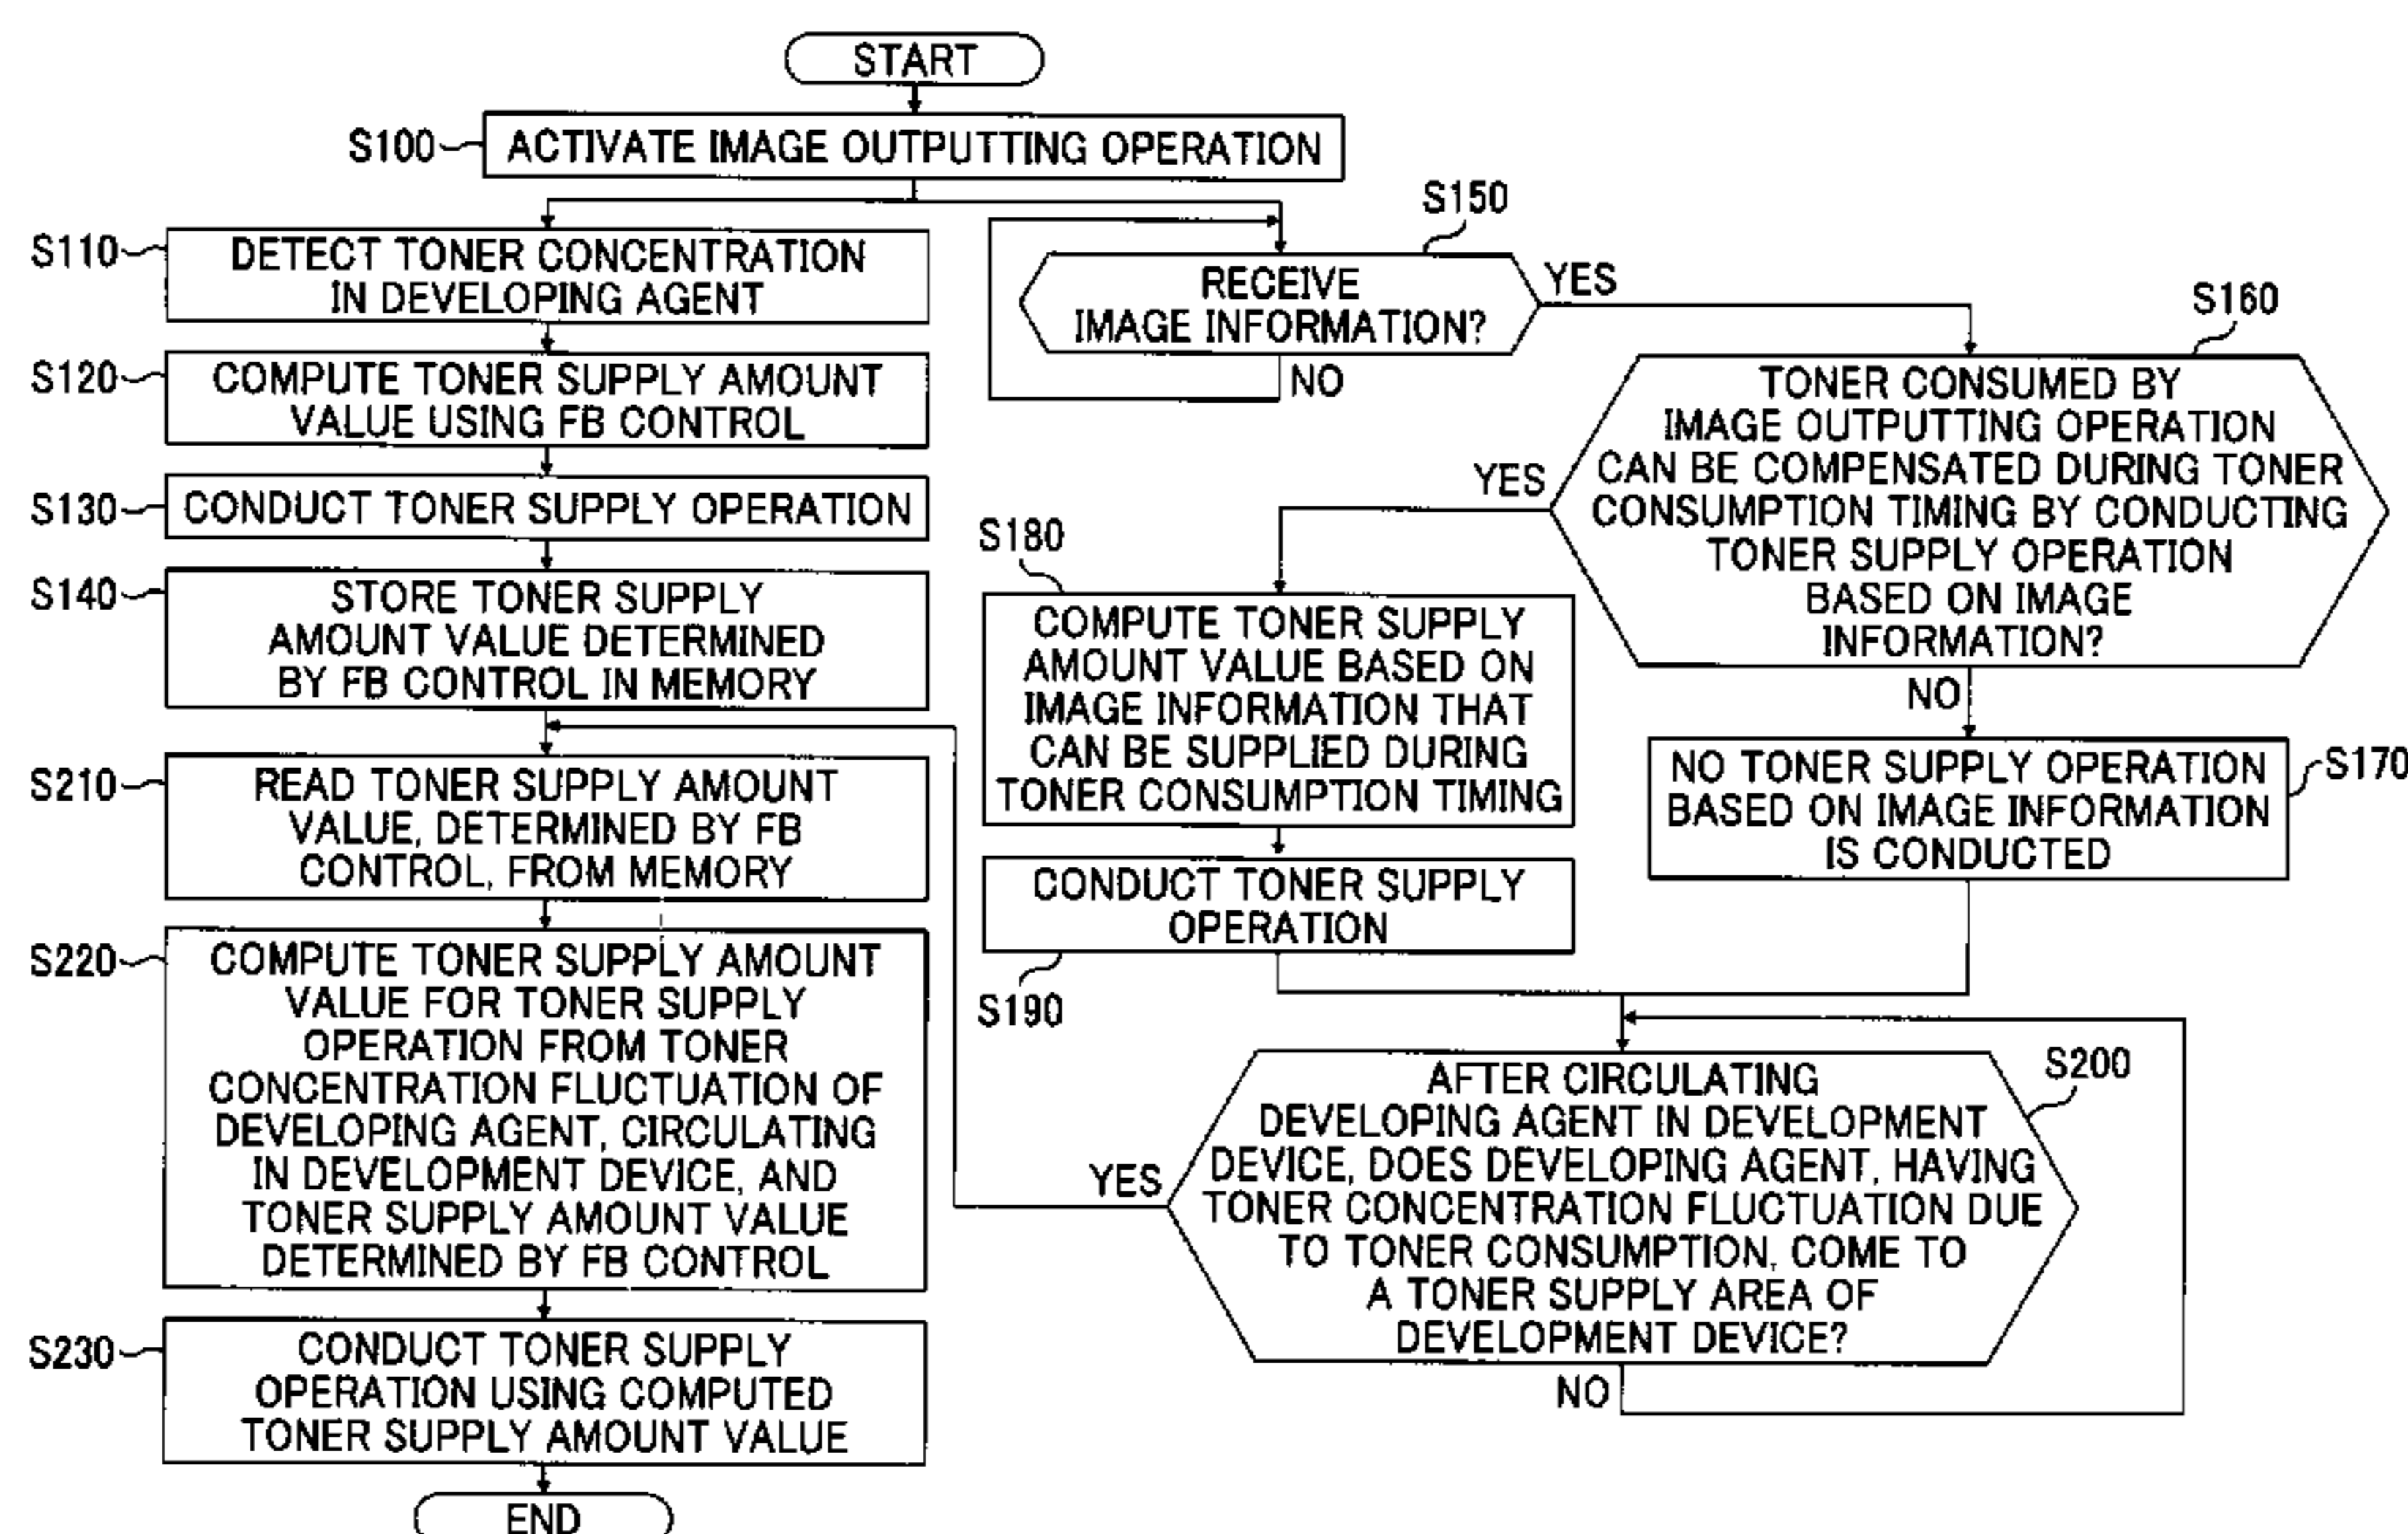 START
S100
ACTIVATE IMAGE OUTPUTTING OPERATION
S110
DETECT TONER CONCENTRATION
IN DEVELOPING AGENT
S120
COMPUTE TONER SUPPLY AMOUNT
VALUE USING FB CONTROL
S130
CONDUCT TONER SUPPLY OPERATION
S140
STORE TONER SUPPLY
AMOUNT VALUE DETERMINED
BY FB CONTROL IN MEMORY
S150
RECEIVE
IMAGE INFORMATION?
YES
NO
S160
TONER CONSUMED BY
IMAGE OUTPUTTING OPERATION
CAN BE COMPENSATED DURING TONER
CONSUMPTION TIMING BY CONDUCTING
TONER SUPPLY OPERATION
BASED ON IMAGE
INFORMATION?
YES
NO
S170
NO TONER SUPPLY OPERATION
BASED ON IMAGE INFORMATION
IS CONDUCTED
S180
COMPUTE TONER SUPPLY
AMOUNT VALUE BASED ON
IMAGE INFORMATION THAT
CAN BE SUPPLIED DURING
TONER CONSUMPTION TIMING
CONDUCT TONER SUPPLY
OPERATION
S190
S200
AFTER CIRCULATING
DEVELOPING AGENT IN DEVELOPMENT
DEVICE, DOES DEVELOPING AGENT, HAVING
TONER CONCENTRATION FLUCTUATION DUE
TO TONER CONSUMPTION, COME TO
A TONER SUPPLY AREA OF
DEVELOPMENT DEVICE?
YES
NO
S210
READ TONER SUPPLY AMOUNT
VALUE, DETERMINED BY FB
CONTROL, FROM MEMORY
S220
COMPUTE TONER SUPPLY AMOUNT
VALUE FOR TONER SUPPLY
OPERATION FROM TONER
CONCENTRATION FLUCTUATION OF
DEVELOPING AGENT, CIRCULATING
IN DEVELOPMENT DEVICE, AND
TONER SUPPLY AMOUNT VALUE
DETERMINED BY FB CONTROL
S230
CONDUCT TONER SUPPLY
OPERATION USING COMPUTED
TONER SUPPLY AMOUNT VALUE
END